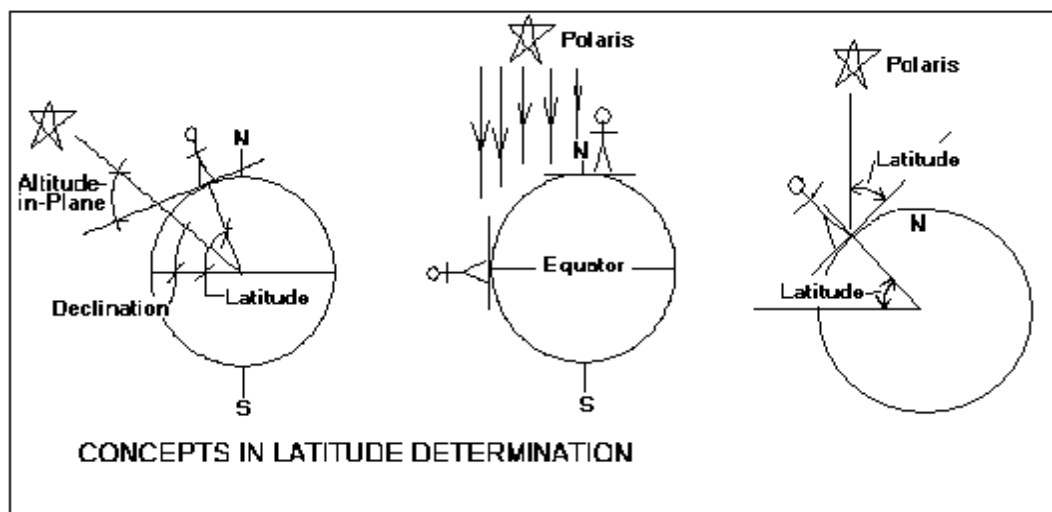 N
Altitude-
in-Plane
Declination
Latitude
S
Polaris
N
Equator
S
Polaris
Latitude
N
Latitude
CONCEPTS IN LATITUDE DETERMINATION